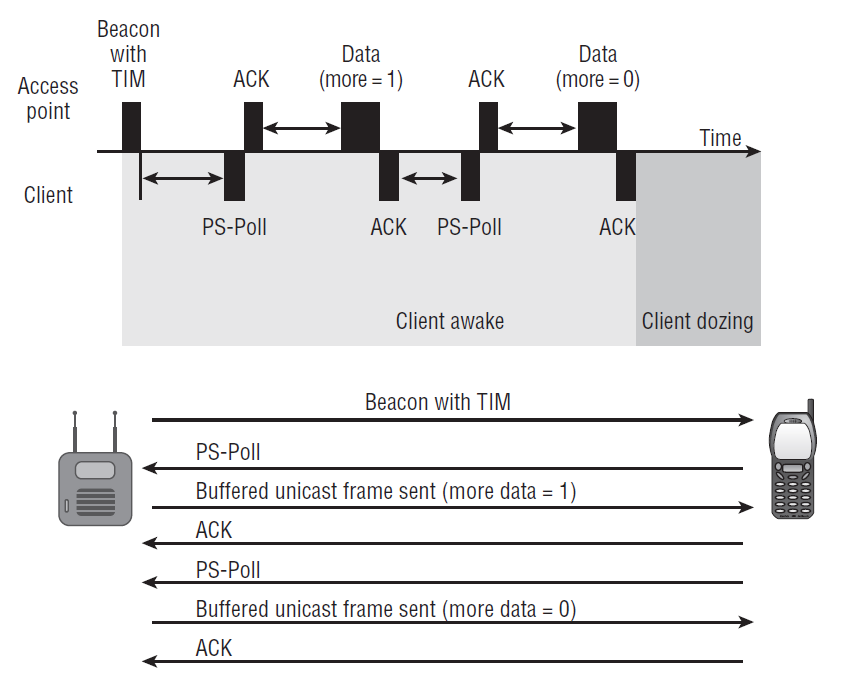 Beacon
with
TIM
ACK
Data
(more = 1)
ACK
Data
(more = 0)
Access
point
Time
Client
PS-Poll
ACK
PS-Poll
ACK
Client awake
Client dozing
Beacon with TIM
PS-Poll
Buffered unicast frame sent (more data = 1)
ACK
PS-Poll
Buffered unicast frame sent (more data = 0)
ACK